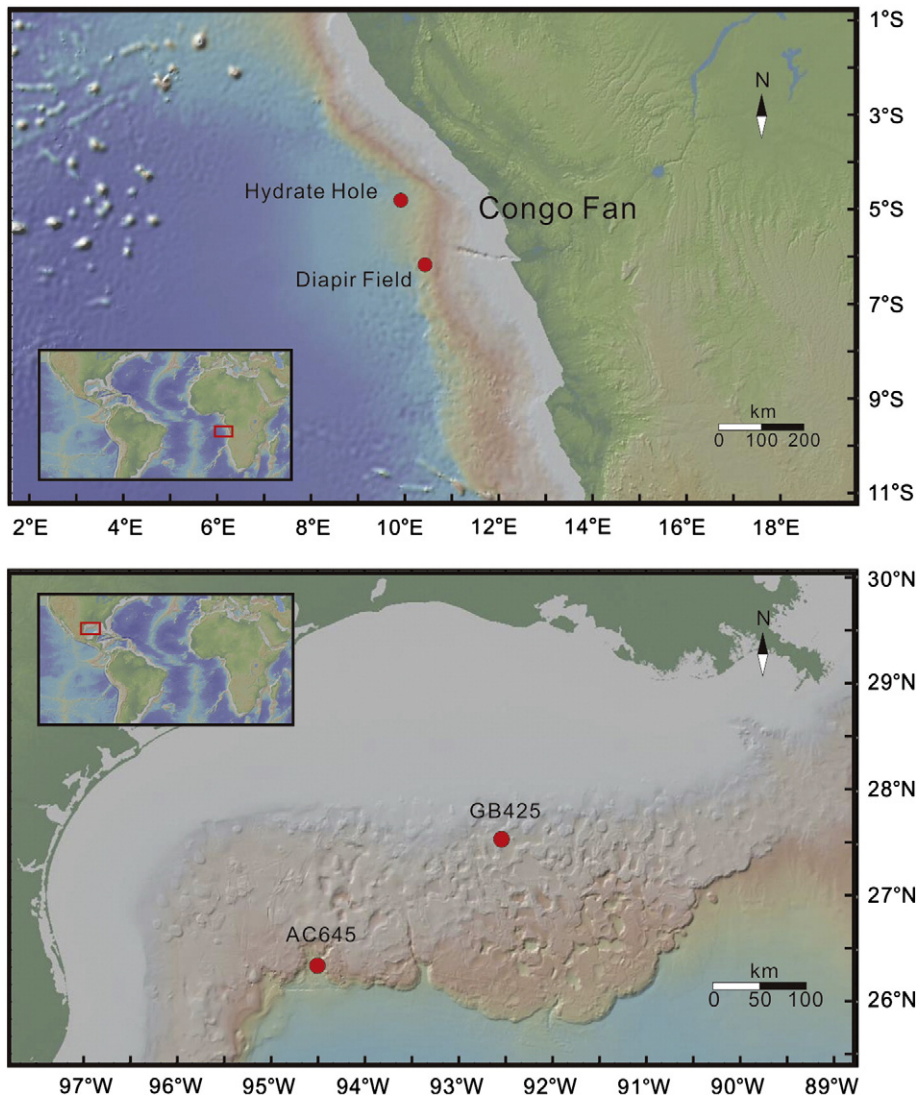 1°S
N
3°S
Hydrate Hole
Congo Fan
5°S
Diapir Field
7°S
9°S
km
0 100 200
11°S
2°E 4°E 6°E 8°E 10°E 12°E 14°E 16°E 18°E
30°N
N
29°N
28°N
GB425
27°N
AC645
km
0 50 100
26°N
97°W 96°W 95°W 94°W 93°W 92°W 91°W 90°W 89°W